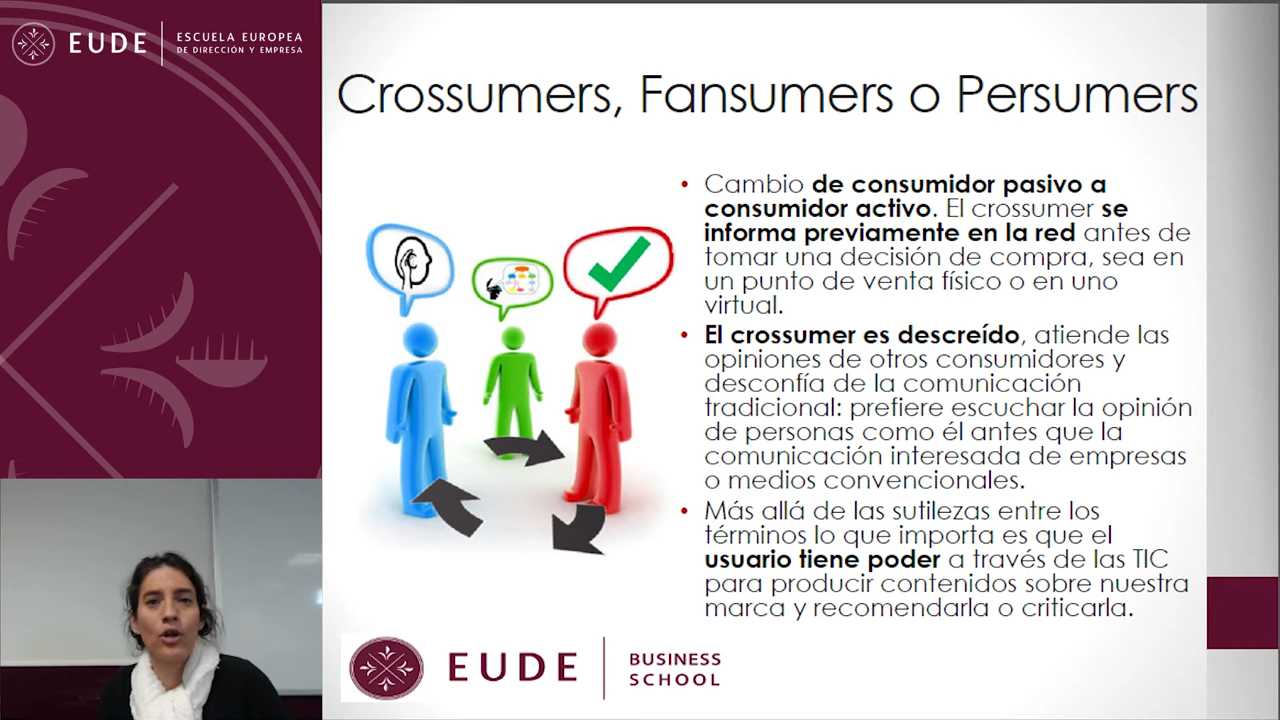 EUDE
ESCUELA EUROPEA
DE DIRECCIÓN Y EMPRESA
Crossumers, Fansumers o Persumers
• Cambio de consumidor pasivo a
consumidor activo. El crossumer se
informa previamente en la red antes de
tomar una decisión de compra, sea en
un punto de venta físico o en uno
virtual.
• El crossumer es descreído, atiende las
opiniones de otros consumidores y
desconfía de la comunicación
tradicional: prefiere escuchar la opinión
de personas como él antes que la
comunicación interesada de empresas
o medios convencionales.
• Más allá de las sutilezas entre los
términos lo que importa es que el
usuario tiene poder a través de las TIC
para producir contenidos sobre nuestra
marca y recomendarla o criticarla.
EUDE
BUSINESS
SCHOOL